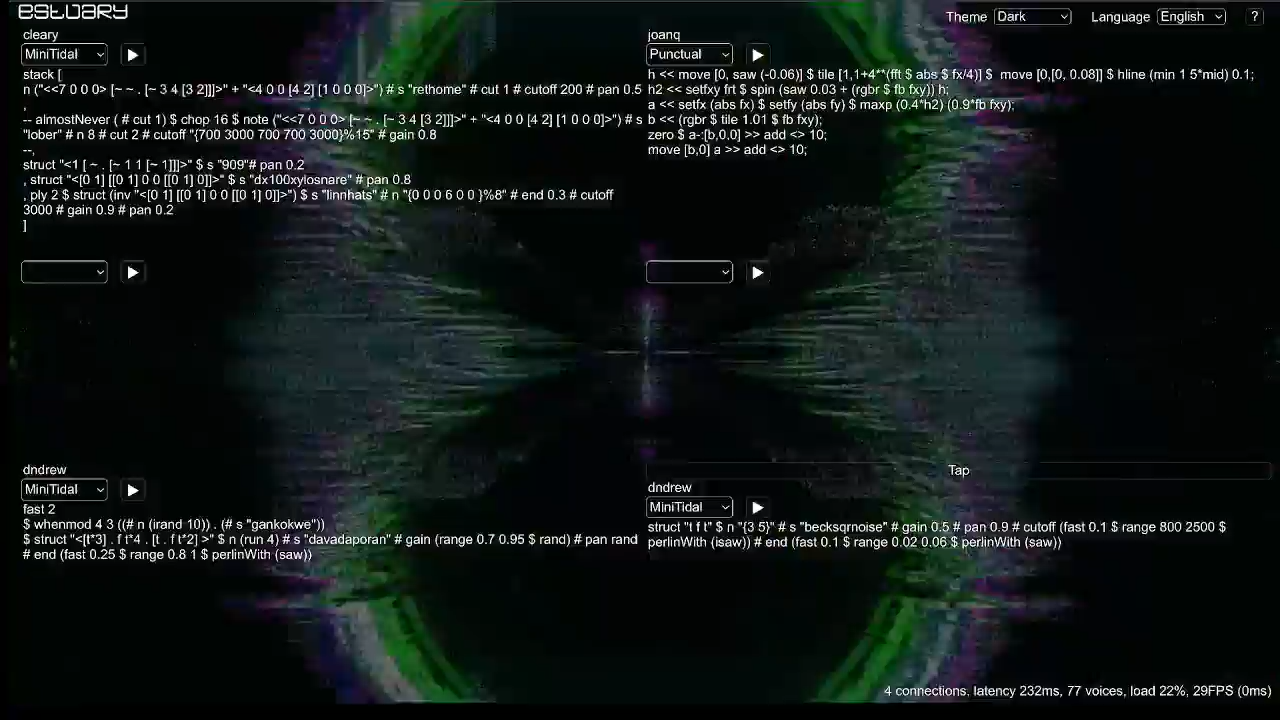 estuary
Theme Dark Language English ?
cleary
MiniTidal
stack [
n ("<<7 0 0 0> [~ ~ . [~ 3 4 [3 2]]]>" + "<4 0 0 [4 2] [1 0 0 0]>") # s "rethome" # cut 1 # cutoff 200 # pan 0.5
,
-- almostNever ( # cut 1) $ chop 16 $ note ("<<7 0 0 0> [~ ~ . [~ 3 4 [3 2]]]>" + "<4 0 0 [4 2] [1 0 0 0]>") # s
"lober" # n 8 # cut 2 # cutoff "{700 3000 700 700 3000}%15" # gain 0.8
--,
struct "<1 [ ~ . [~ 1 1 [~ 1]]]>" $ s "909"# pan 0.2
, struct "<[0 1] [[0 1] 0 0 [[0 1] 0]]>" $ s "dx100xylosnare" # pan 0.8
, ply 2 $ struct (inv "<[0 1] [[0 1] 0 0 [[0 1] 0]]>") $ s "linnhats" # n "{0 0 0 6 0 0 }%8" # end 0.3 # cutoff
3000 # gain 0.9 # pan 0.2
]
joanq
Punctual
h << move [0, saw (-0.06)] $ tile [1,1+4**(fft $ abs $ fx/4)] $  move [0,[0, 0.08]] $ hline (min 1 5*mid) 0.1;
h2 << setfxy frt $ spin (saw 0.03 + (rgbr $ fb fxy)) h;
a << setfx (abs fx) $ setfy (abs fy) $ maxp (0.4*h2) (0.9*fb fxy);
b << (rgbr $ tile 1.01 $ fb fxy);
zero $ a-:[b,0,0] >> add <> 10;
move [b,0] a >> add <> 10;
dndrew
MiniTidal
fast 2
$ whenmod 4 3 ((# n (irand 10)) . (# s "gankokwe"))
$ struct "<[t*3] . f t*4 . [t . f t*2] >" $ n (run 4) # s "davadaporan" # gain (range 0.7 0.95 $ rand) # pan rand
# end (fast 0.25 $ range 0.8 1 $ perlinWith (saw))
Tap
dndrew
MiniTidal
struct "t f t" $ n "{3 5}" # s "becksqrnoise" # gain 0.5 # pan 0.9 # cutoff (fast 0.1 $ range 800 2500 $
perlinWith (isaw)) # end (fast 0.1 $ range 0.02 0.06 $ perlinWith (saw))
4 connections, latency 232ms, 77 voices, load 22%, 29FPS (0ms)